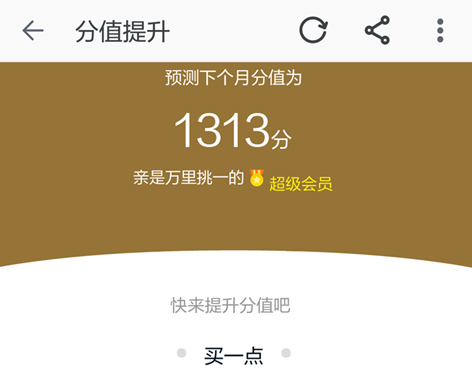 分值提升
预测下个月分值为
1313分
亲是万里挑一的 超级会员
快来提升分值吧
买一点